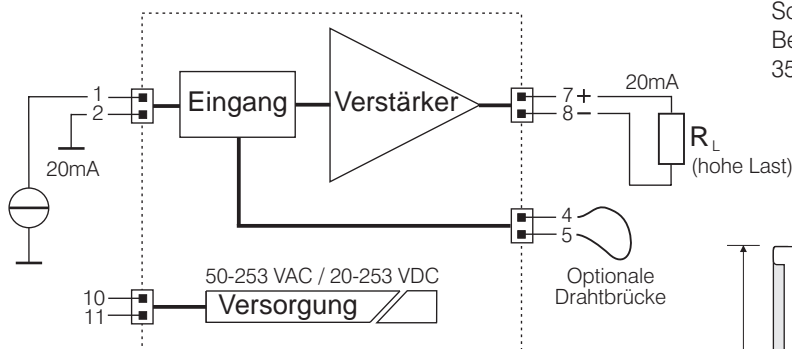 Sc
Be
35
1
2
20mA
Eingang
Verstärker
7 +
8 −
20mA
R L
(hohe Last)
4
5
Optionale
Drahtbrücke
50-253 VAC / 20-253 VDC
10
11
Versorgung